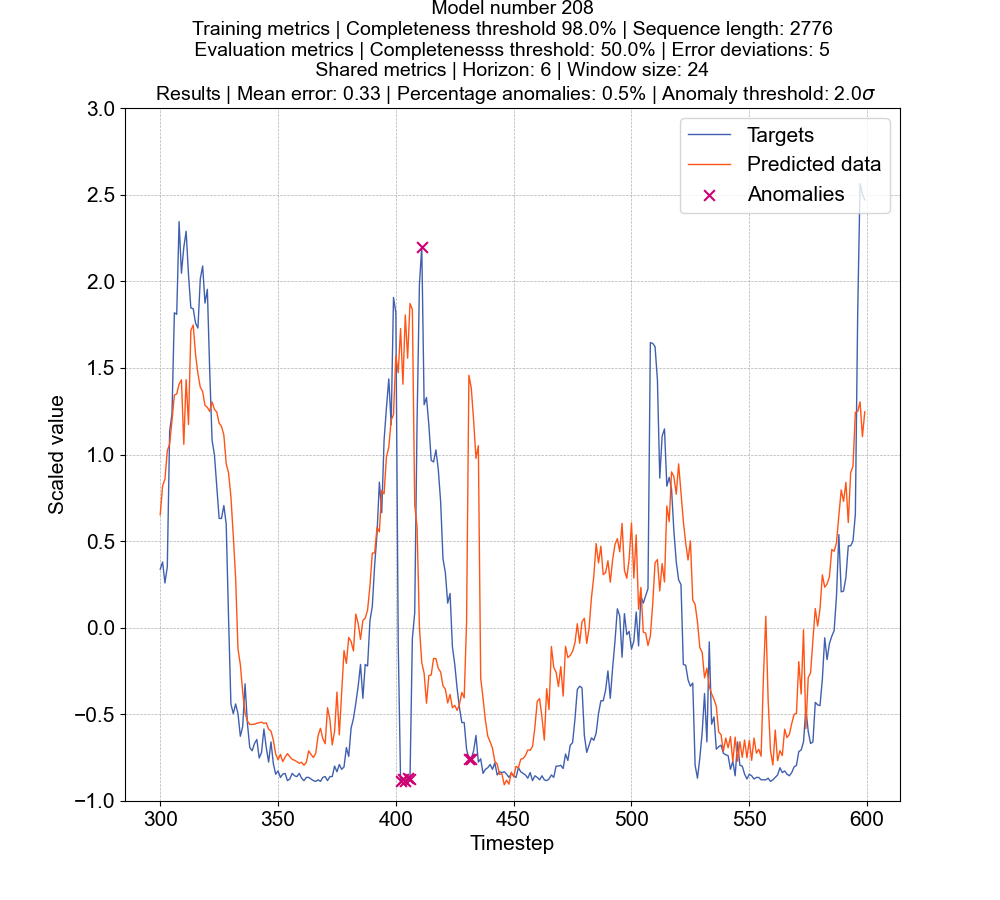 Model number 208
Training metrics | Completeness threshold 98.0% | Sequence length: 2776
Evaluation metrics | Completenesss threshold: 50.0% | Error deviations: 5
Shared metrics | Horizon: 6 | Window size: 24
Results | Mean error: 0.33 | Percentage anomalies: 0.5% | Anomaly threshold: 2.0σ
3.0
2.5
2.0
1.5
1.0
0.5
0.0
−0.5
−1.0
Scaled value
Targets
Predicted data
Anomalies
300 350 400 450 500 550 600
Timestep